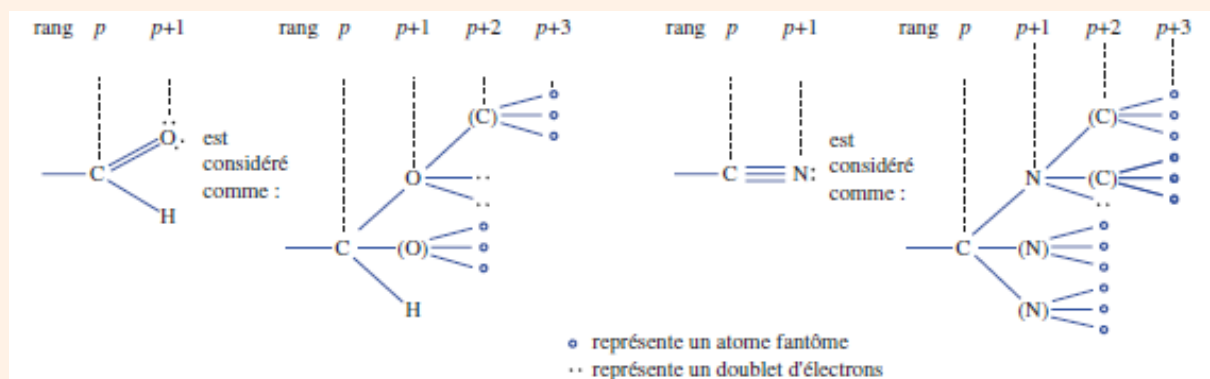 rang p p+1 rang p p+1 p+2 p+3 rang p p+1 rang p p+1 p+2 p+3
(C) (C)
O est C N est
C considéré O considéré N (C)
comme : comme :
H
C (O) C (N)
H (N)
représente un atome fantôme
·· représente un doublet d'électrons